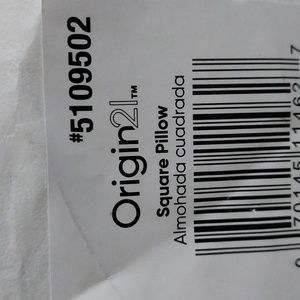 #5109502
Origin21™
Square Pillow
Almohada cuadrada